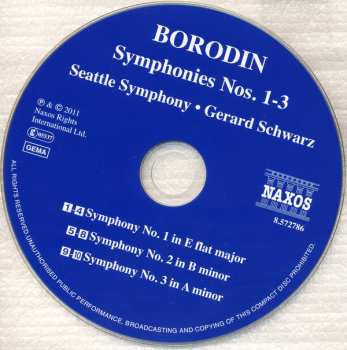 BORODIN
Symphonies Nos. 1-3
Seattle Symphony • Gerard Schwarz
℗ & © 2011
Naxos Rights
International Ltd.
GEMA
NAXOS
8.572786
1-4 Symphony No. 1 in E flat major
5-8 Symphony No. 2 in B minor
9-10 Symphony No. 3 in A minor
ALL RIGHTS RESERVED. UNAUTHORISED PUBLIC PERFORMANCE, BROADCASTING AND COPYING OF THIS COMPACT DISC PROHIBITED.